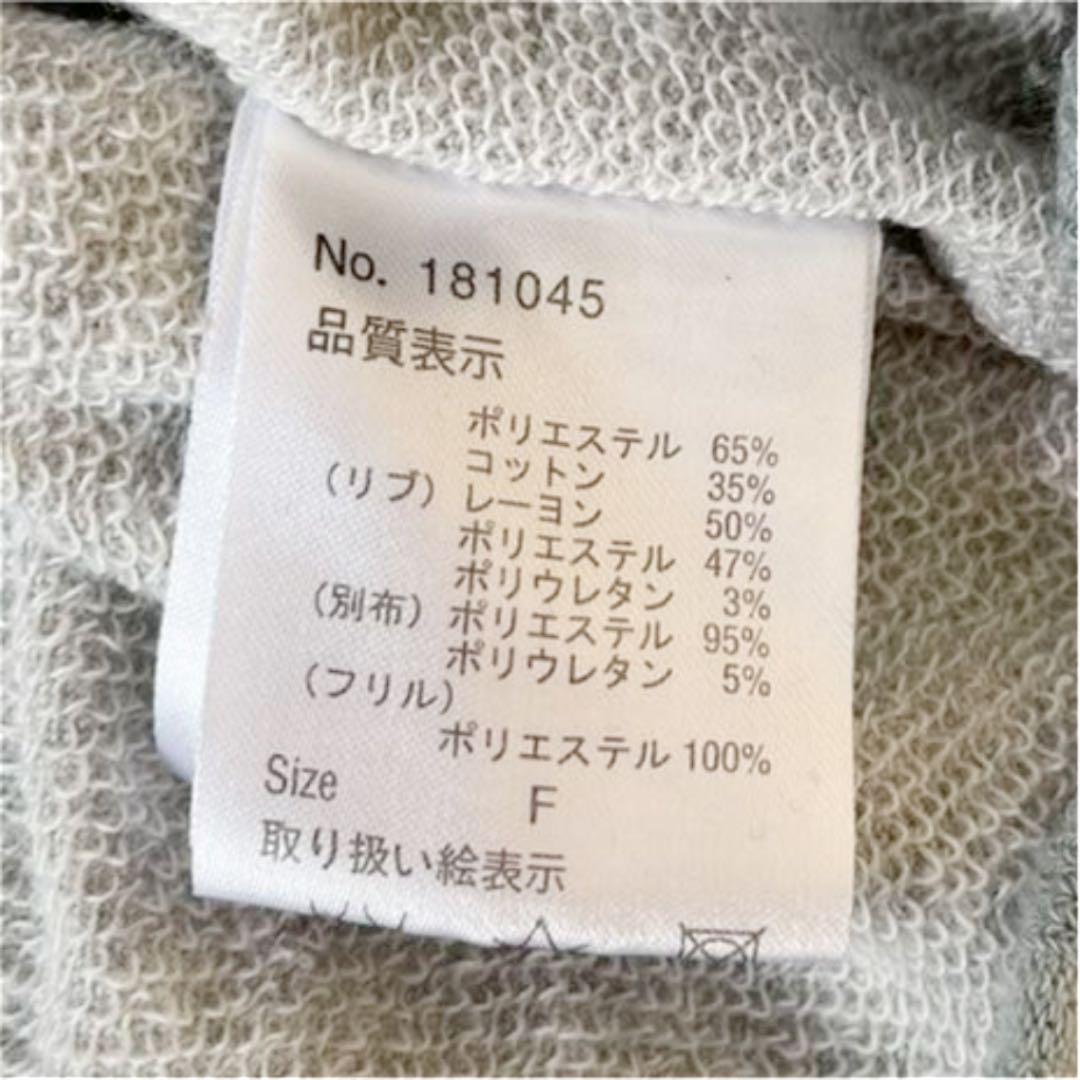 No. 181045
品質表示
ポリエステル 65%
コットン 35%
(リブ) レーヨン 50%
ポリエステル 47%
ポリウレタン 3%
(別布) ポリエステル 95%
ポリウレタン 5%
(フリル)
ポリエステル 100%
Size F
取り扱い絵表示